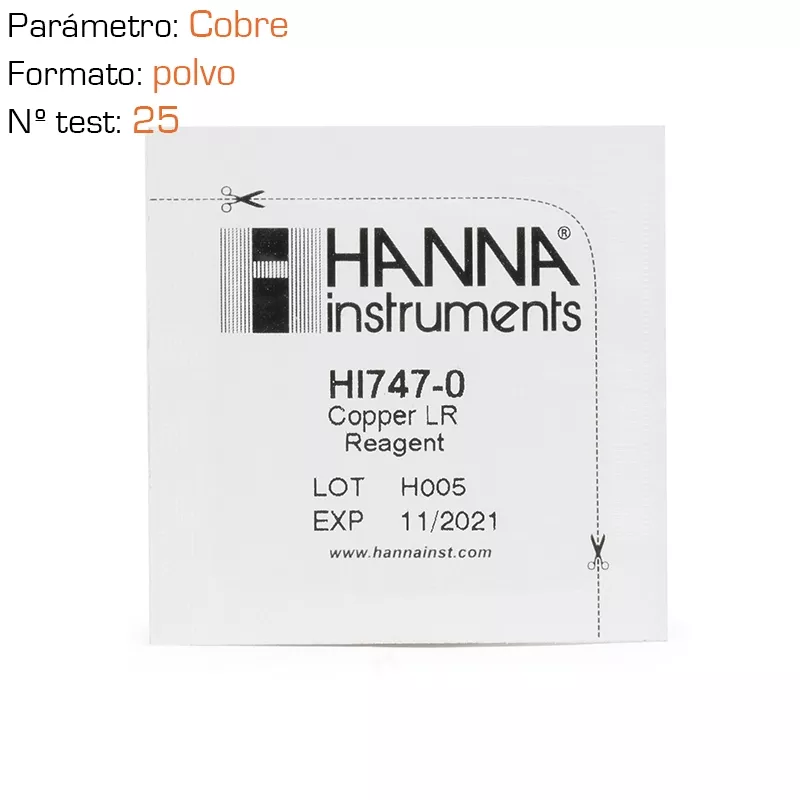 Parámetro: Cobre
Formato: polvo
Nº test: 25
HANNA®
instruments
HI747-0
Copper LR
Reagent
LOT H005
EXP 11/2021
www.hannainst.com